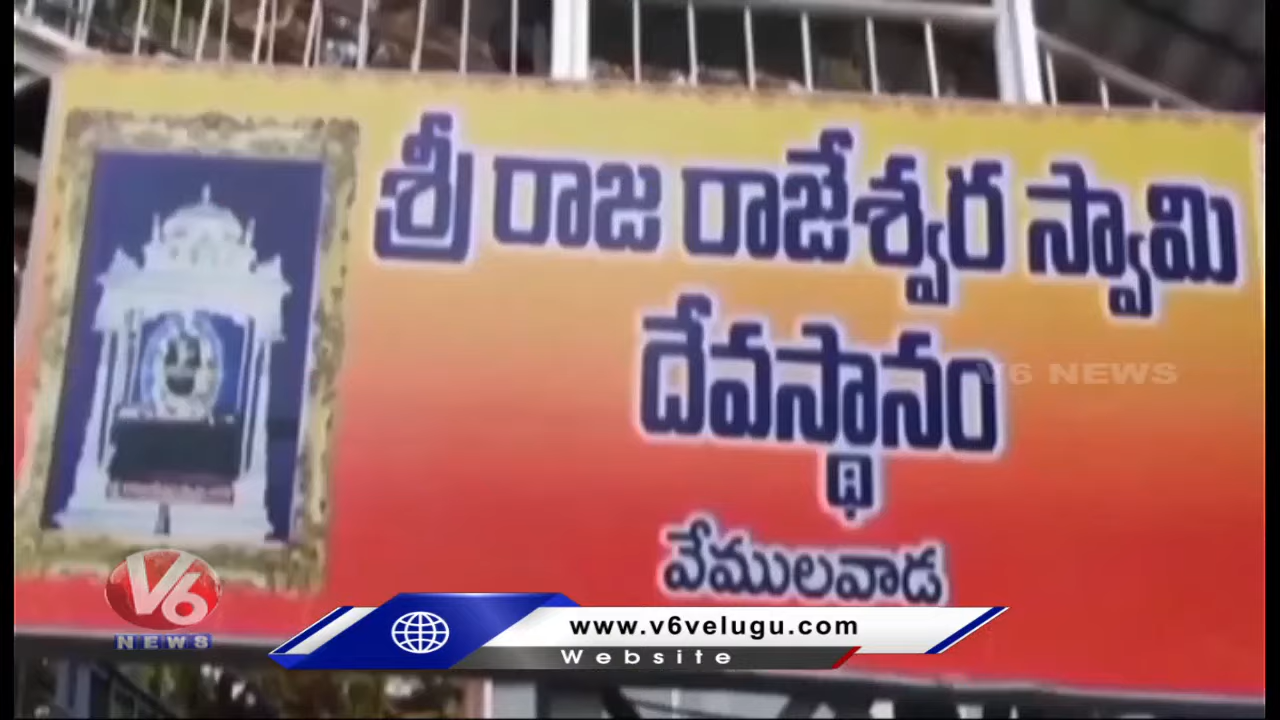 శ్రీ రాజ రాజేశ్వర స్వామి
దేవస్థానం
వేములవాడ
V6 NEWS
V6
NEWS
www.v6velugu.com
Website